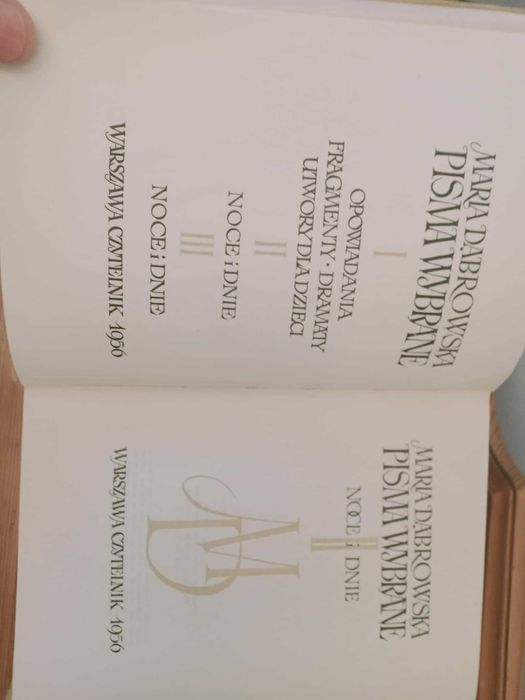 MARIA DĄBROWSKA
PISMA WYBRANE
I
OPOWIADANIA
FRAGMENTY · DRAMATY
UTWORY DLA DZIECI
II
NOCE i DNIE
III
NOCE i DNIE
WARSZAWA CZYTELNIK 1956
MARIA DĄBROWSKA
PISMA WYBRANE
II
NOCE i DNIE
MD
WARSZAWA CZYTELNIK 1956